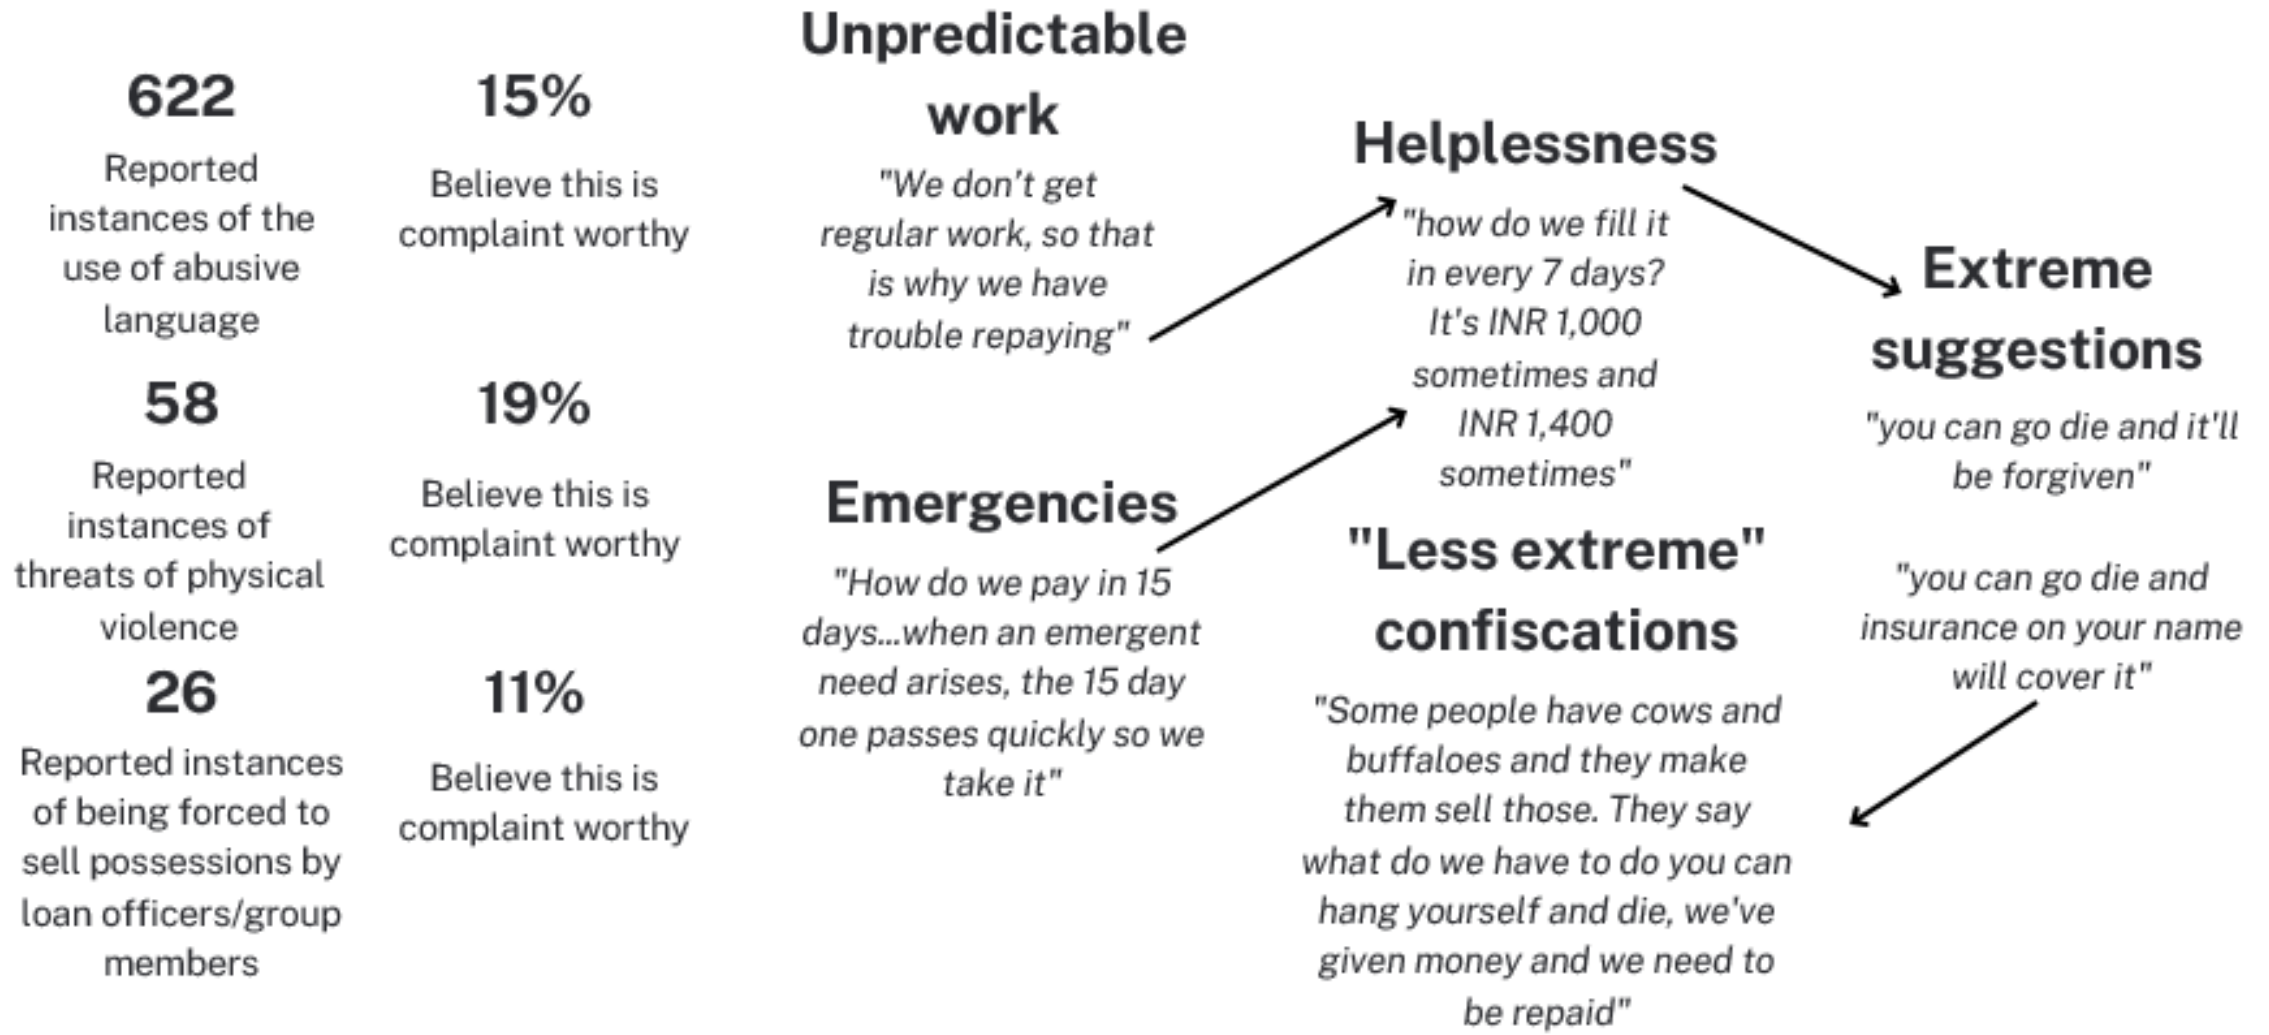 622
Reported
instances of the
use of abusive
language
15%
Believe this is
complaint worthy
58
Reported
instances of
threats of physical
violence
19%
Believe this is
complaint worthy
26
Reported instances
of being forced to
sell possessions by
loan officers/group
members
11%
Believe this is
complaint worthy
Unpredictable
work
"We don't get
regular work, so that
is why we have
trouble repaying"
Emergencies
"How do we pay in 15
days...when an emergent
need arises, the 15 day
one passes quickly so we
take it"
Helplessness
"how do we fill it
in every 7 days?
It's INR 1,000
sometimes and
INR 1,400
sometimes"
Extreme
suggestions
"you can go die and it'll
be forgiven"
"you can go die and
insurance on your name
will cover it"
"Less extreme"
confiscations
"Some people have cows and
buffaloes and they make
them sell those. They say
what do we have to do you can
hang yourself and die, we've
given money and we need to
be repaid"